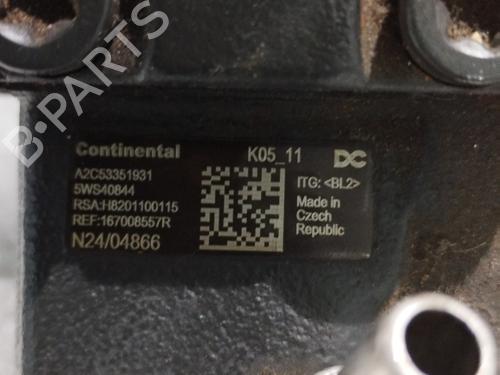 B-PARTS
Continental K05_11 DC
A2C53351931
5WS40844
RSA:H8201100115
REF:167008557R
N24/04866
ITG: <BL2>
Made in
Czech
Republic